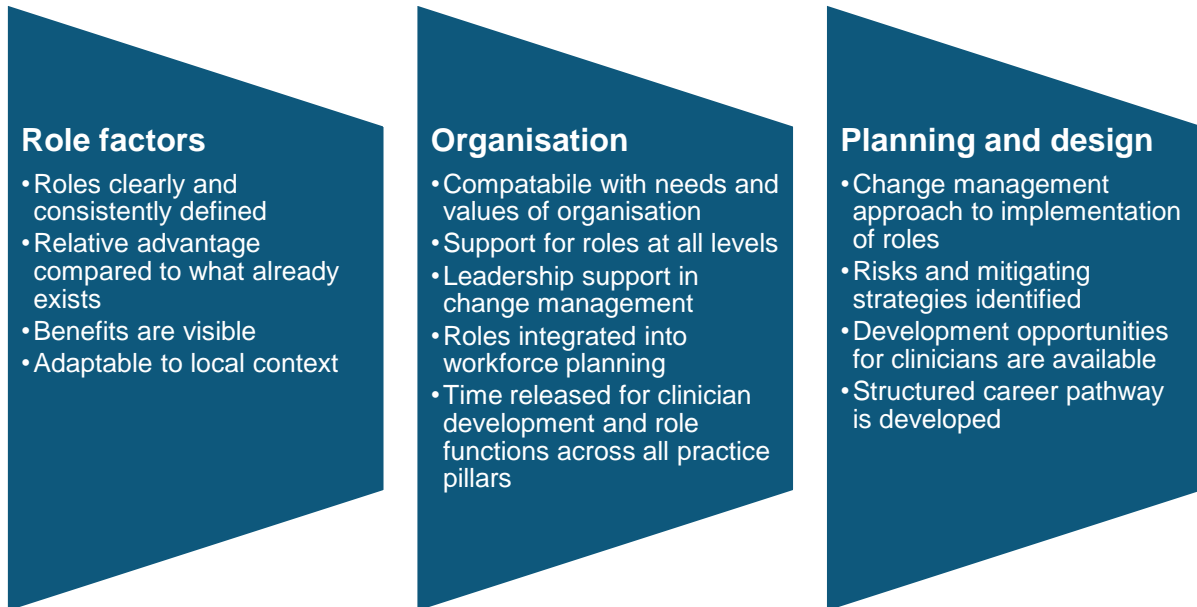 Role factors
•Roles clearly and
consistently defined
•Relative advantage
compared to what already
exists
•Benefits are visible
•Adaptable to local context
Organisation
•Compatabile with needs and
values of organisation
•Support for roles at all levels
•Leadership support in
change management
•Roles integrated into
workforce planning
•Time released for clinician
development and role
functions across all practice
pillars
Planning and design
•Change management
approach to implementation
of roles
•Risks and mitigating
strategies identified
•Development opportunities
for clinicians are available
•Structured career pathway
is developed